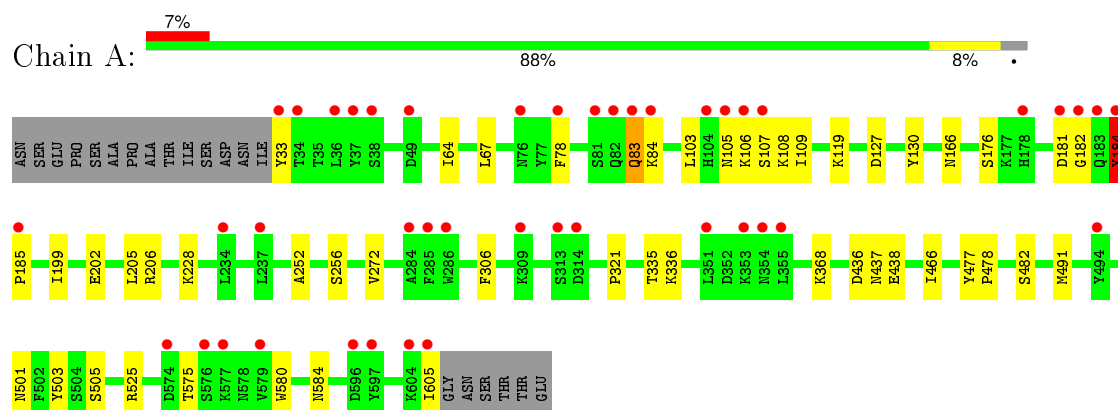 7%
Chain A:
88% 8%
ASN SER GLU PRO SER ALA PRO ALA THR ILE SER ASP ASN ILE Y33 T34 T35 L36 Y37 S38 D49 I64 L67 N76 Y77 F78 S81 Q82 Q83 K84 L103 H104 N105 K106 S107 K108 I109 K119 D127 Y130 N166 S176 K177 H178 D181 G182 Q183 Y184
P185 I199 E202 L205 R206 K228 L234 L237 A252 S256 V272 A284 F285 W286 F306 K309 S313 D314 P321 T335 K336 L351 D352 K353 N354 L355 K368 D436 N437 E438 I466 Y477 P478 S482 M491 Y494
N501 F502 Y503 S504 S505 R525 D574 T575 S576 K577 N578 V579 W580 N584 D596 Y597 K604 I605 GLY ASN SER THR THR GLU